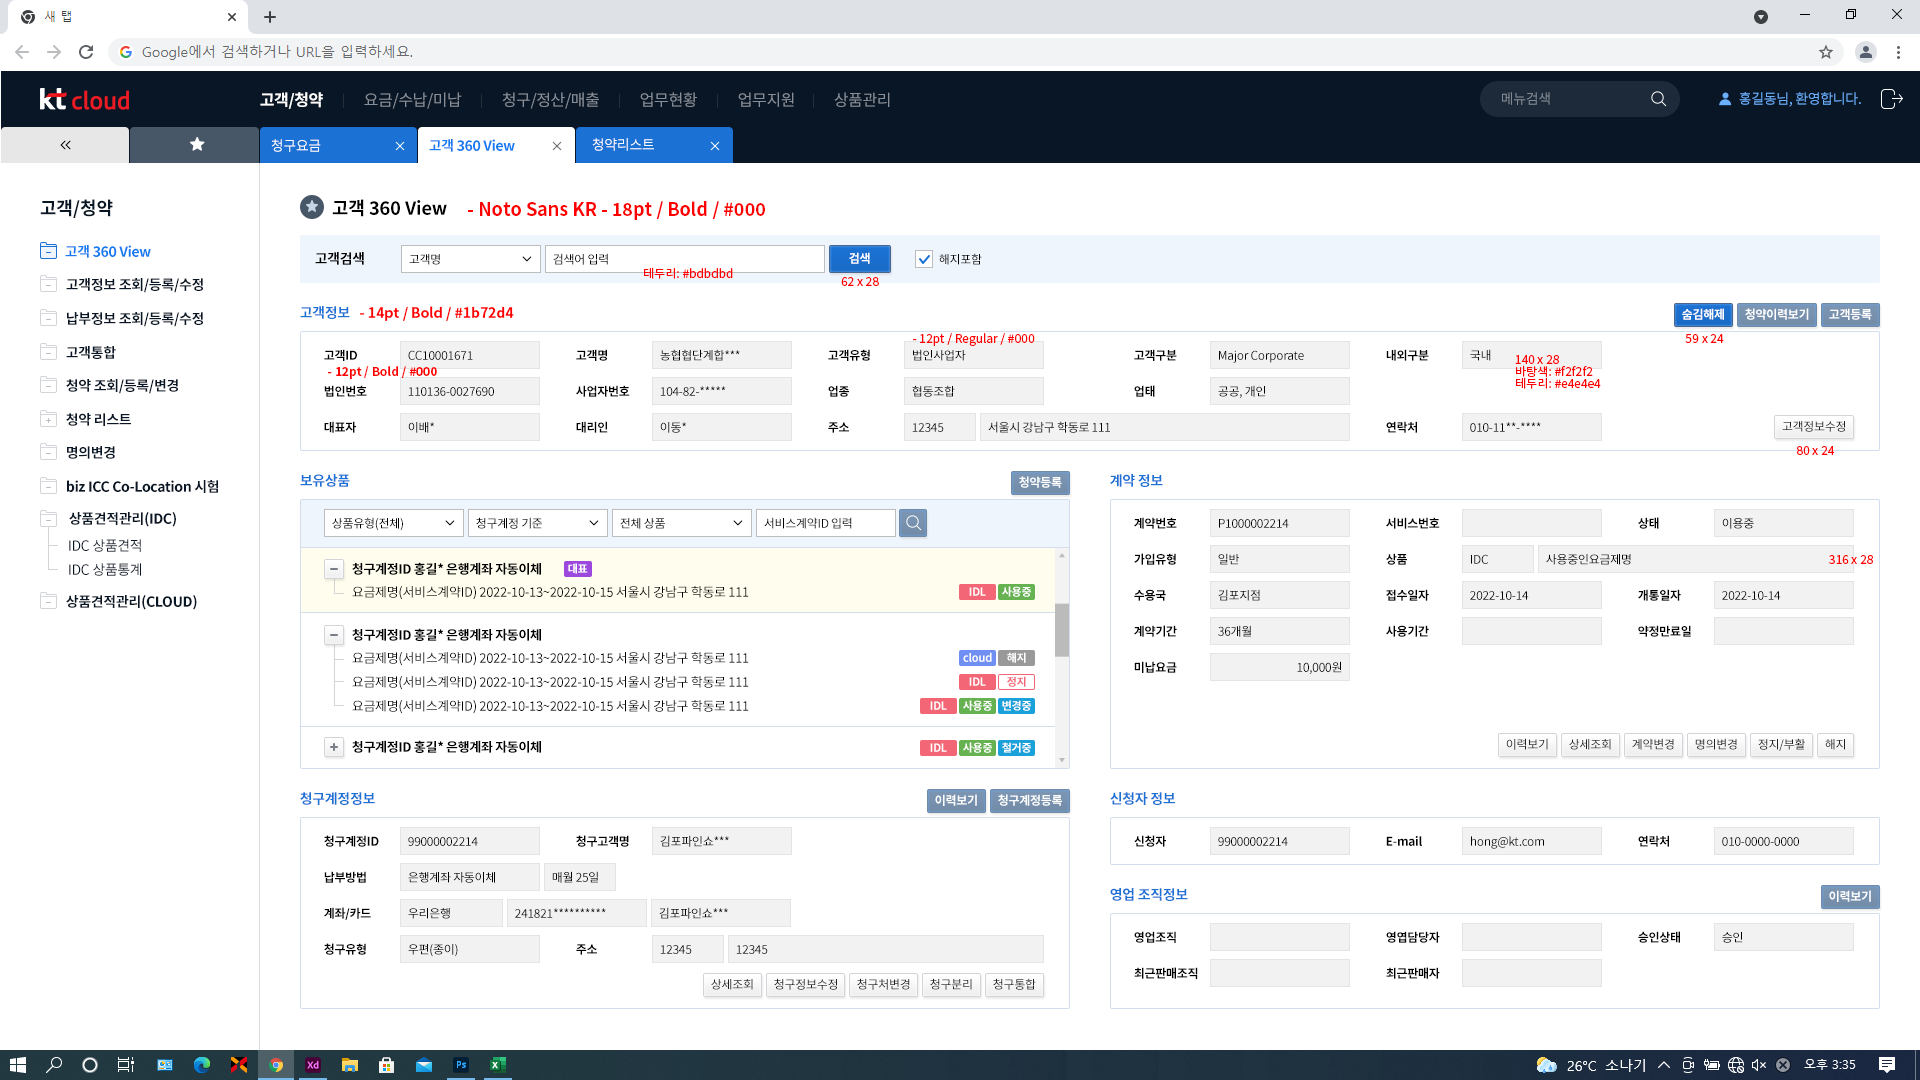 새 탭
Google에서 검색하거나 URL을 입력하세요.
kt cloud
고객/청약 요금/수납/미납 청구/정산/매출 업무현황 업무지원 상품관리
메뉴검색
홍길동님, 환영합니다.
청구요금
고객 360 View
청약리스트
고객/청약
고객 360 View
고객정보 조회/등록/수정
납부정보 조회/등록/수정
고객통합
청약 조회/등록/변경
청약 리스트
명의변경
biz ICC Co-Location 시험
상품견적관리(IDC)
IDC 상품견적
IDC 상품통계
상품견적관리(CLOUD)
고객 360 View - Noto Sans KR - 18pt / Bold / #000
고객검색 고객명 검색어 입력 검색 해지포함
테두리: #bdbdbd
62 x 28
고객정보 - 14pt / Bold / #1b72d4 숨김해제 청약이력보기 고객등록
59 x 24
- 12pt / Regular / #000
고객ID CC10001671 고객명 농협협단계합*** 고객유형 법인사업자 고객구분 Major Corporate 내외구분 국내
- 12pt / Bold / #000
140 x 28
바탕색: #f2f2f2
테두리: #e4e4e4
법인번호 110136-0027690 사업자번호 104-82-***** 업종 협동조합 업태 공공, 개인
대표자 이배* 대리인 이동* 주소 12345 서울시 강남구 학동로 111 연락처 010-11**-**** 고객정보수정
80 x 24
보유상품 청약등록
상품유형(전체) 청구계정 기준 전체 상품 서비스계약ID 입력
청구계정ID 홍길* 은행계좌 자동이체 대표
요금제명(서비스계약ID) 2022-10-13~2022-10-15 서울시 강남구 학동로 111 IDL 사용중
청구계정ID 홍길* 은행계좌 자동이체
요금제명(서비스계약ID) 2022-10-13~2022-10-15 서울시 강남구 학동로 111 cloud 해지
요금제명(서비스계약ID) 2022-10-13~2022-10-15 서울시 강남구 학동로 111 IDL 정지
요금제명(서비스계약ID) 2022-10-13~2022-10-15 서울시 강남구 학동로 111 IDL 사용중 변경중
청구계정ID 홍길* 은행계좌 자동이체 IDL 사용중 철거중
계약 정보
계약번호 P1000002214 서비스번호 상태 이용중
가입유형 일반 상품 IDC 사용중인요금제명 316 x 28
수용국 김포지점 접수일자 2022-10-14 개통일자 2022-10-14
계약기간 36개월 사용기간 약정만료일
미납요금 10,000원
이력보기 상세조회 계약변경 명의변경 정지/부활 해지
청구계정정보 이력보기 청구계정등록
청구계정ID 99000002214 청구고객명 김포파인쇼***
납부방법 은행계좌 자동이체 매월 25일
계좌/카드 우리은행 241821********** 김포파인쇼***
청구유형 우편(종이) 주소 12345 12345
상세조회 청구정보수정 청구처변경 청구분리 청구통합
신청자 정보
신청자 99000002214 E-mail hong@kt.com 연락처 010-0000-0000
영업 조직정보 이력보기
영업조직 영엽담당자 승인상태 승인
최근판매조직 최근판매자
Xd Ps 26°C 소나기 오후 3:35